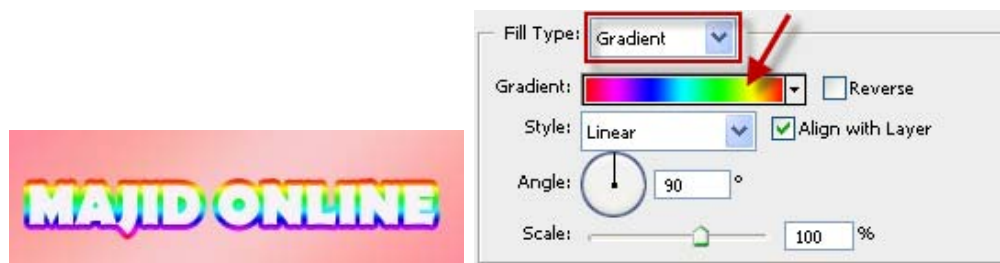 MAJID ONLINE
Fill Type: Gradient
Gradient: Reverse
Style: Linear Align with Layer
Angle: 90 °
Scale: 100 %